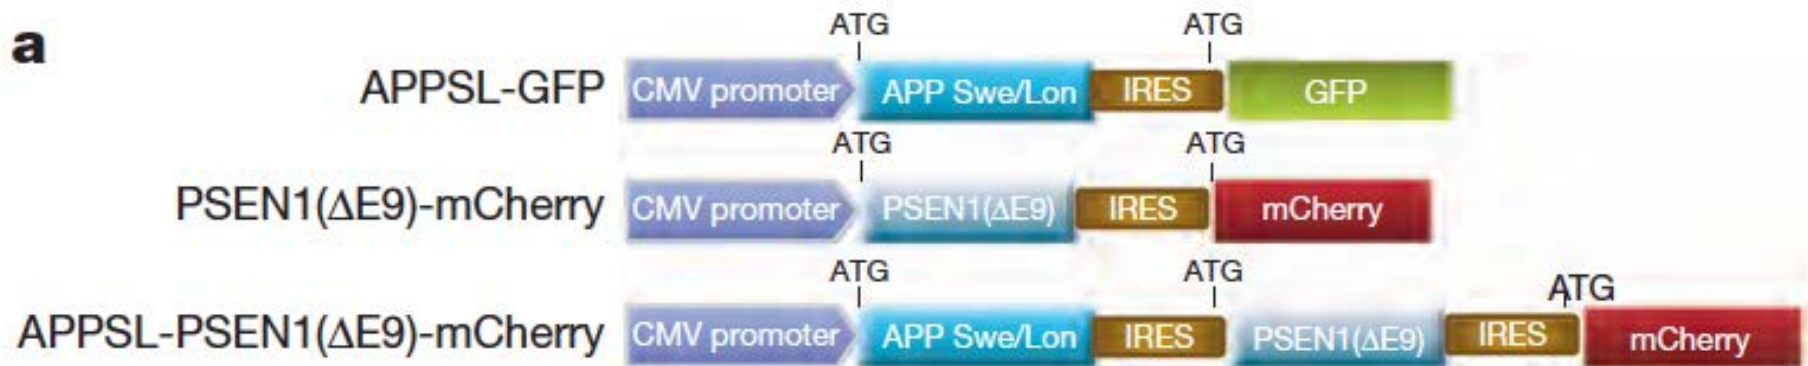 a
ATG ATG
APPSL-GFP CMV promoter APP Swe/Lon IRES GFP
ATG ATG
PSEN1(ΔE9)-mCherry CMV promoter PSEN1(ΔE9) IRES mCherry
ATG ATG ATG
APPSL-PSEN1(ΔE9)-mCherry CMV promoter APP Swe/Lon IRES PSEN1(ΔE9) IRES mCherry